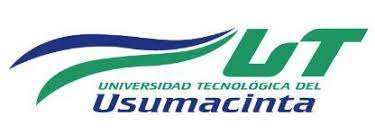 UT
UNIVERSIDAD TECNOLÓGICA DEL
Usumacinta